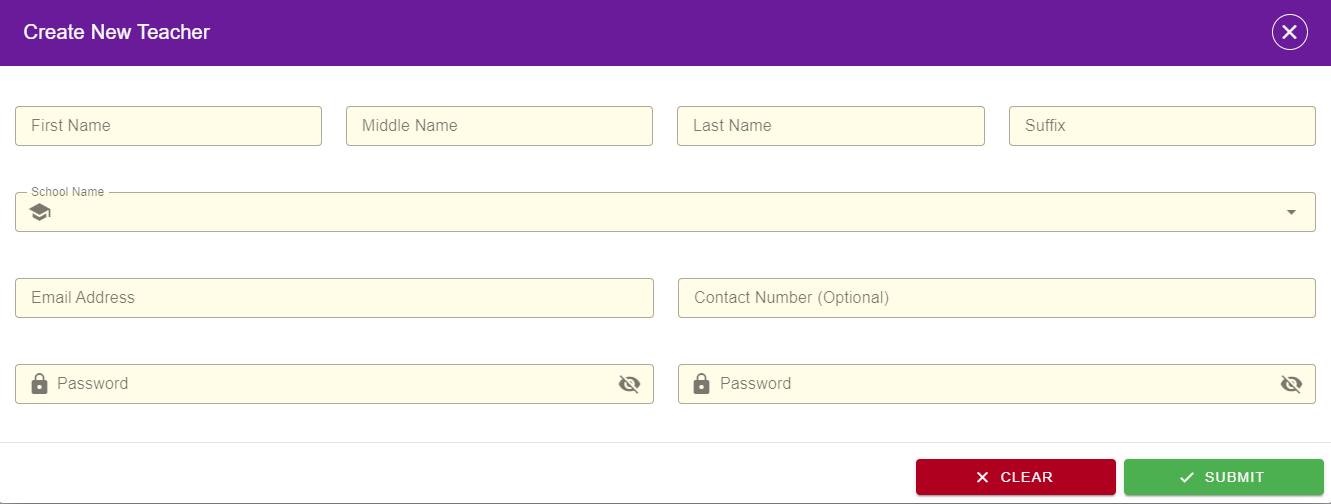 Create New Teacher
First Name Middle Name Last Name Suffix
School Name
Email Address Contact Number (Optional)
Password Password
CLEAR SUBMIT